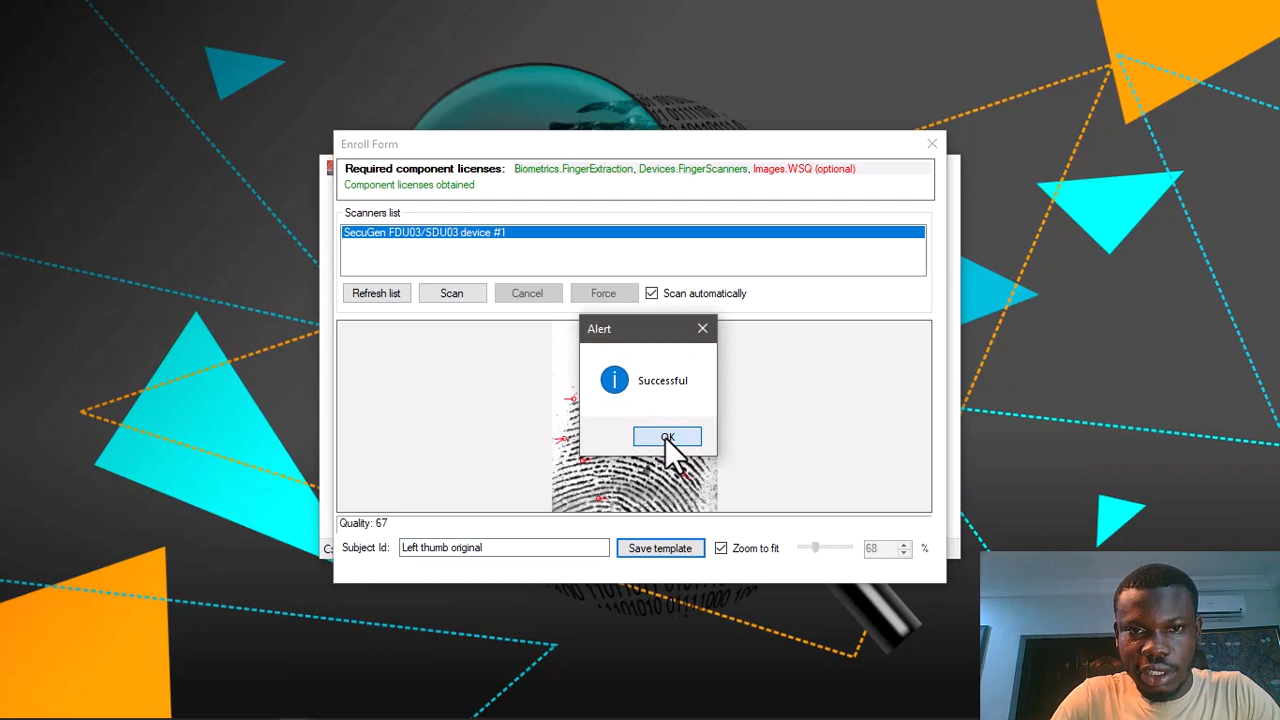 Enroll Form
Required component licenses: Biometrics.FingerExtraction, Devices.FingerScanners, Images.WSQ (optional)
Component licenses obtained
Scanners list
SecuGen FDU03/SDU03 device #1
Refresh list Scan Cancel Force Scan automatically
Alert
Successful
OK
Quality: 67
C:
Subject Id: Left thumb original Save template Zoom to fit 68 %